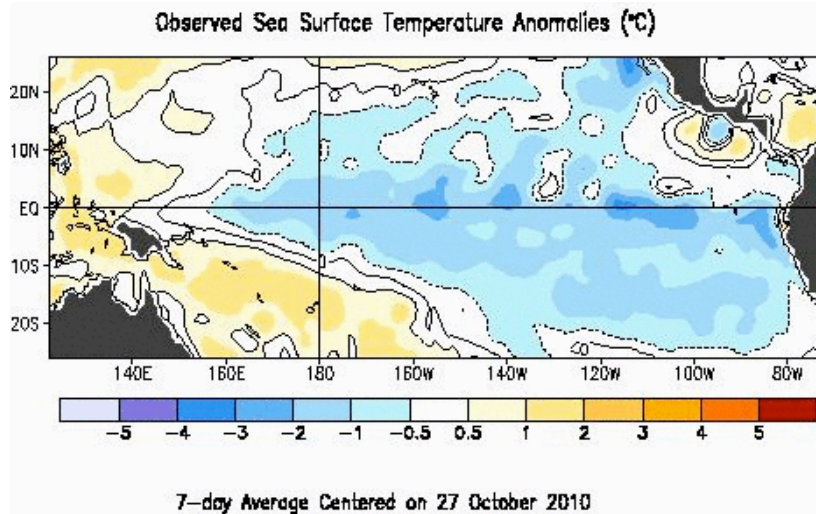 Observed Sea Surface Temperature Anomalies (°C)
20N
10N
EQ
10S
20S
140E 160E 180 160W 140W 120W 100W 80W
-5 -4 -3 -2 -1 -0.5 0.5 1 2 3 4 5
7-day Average Centered on 27 October 2010